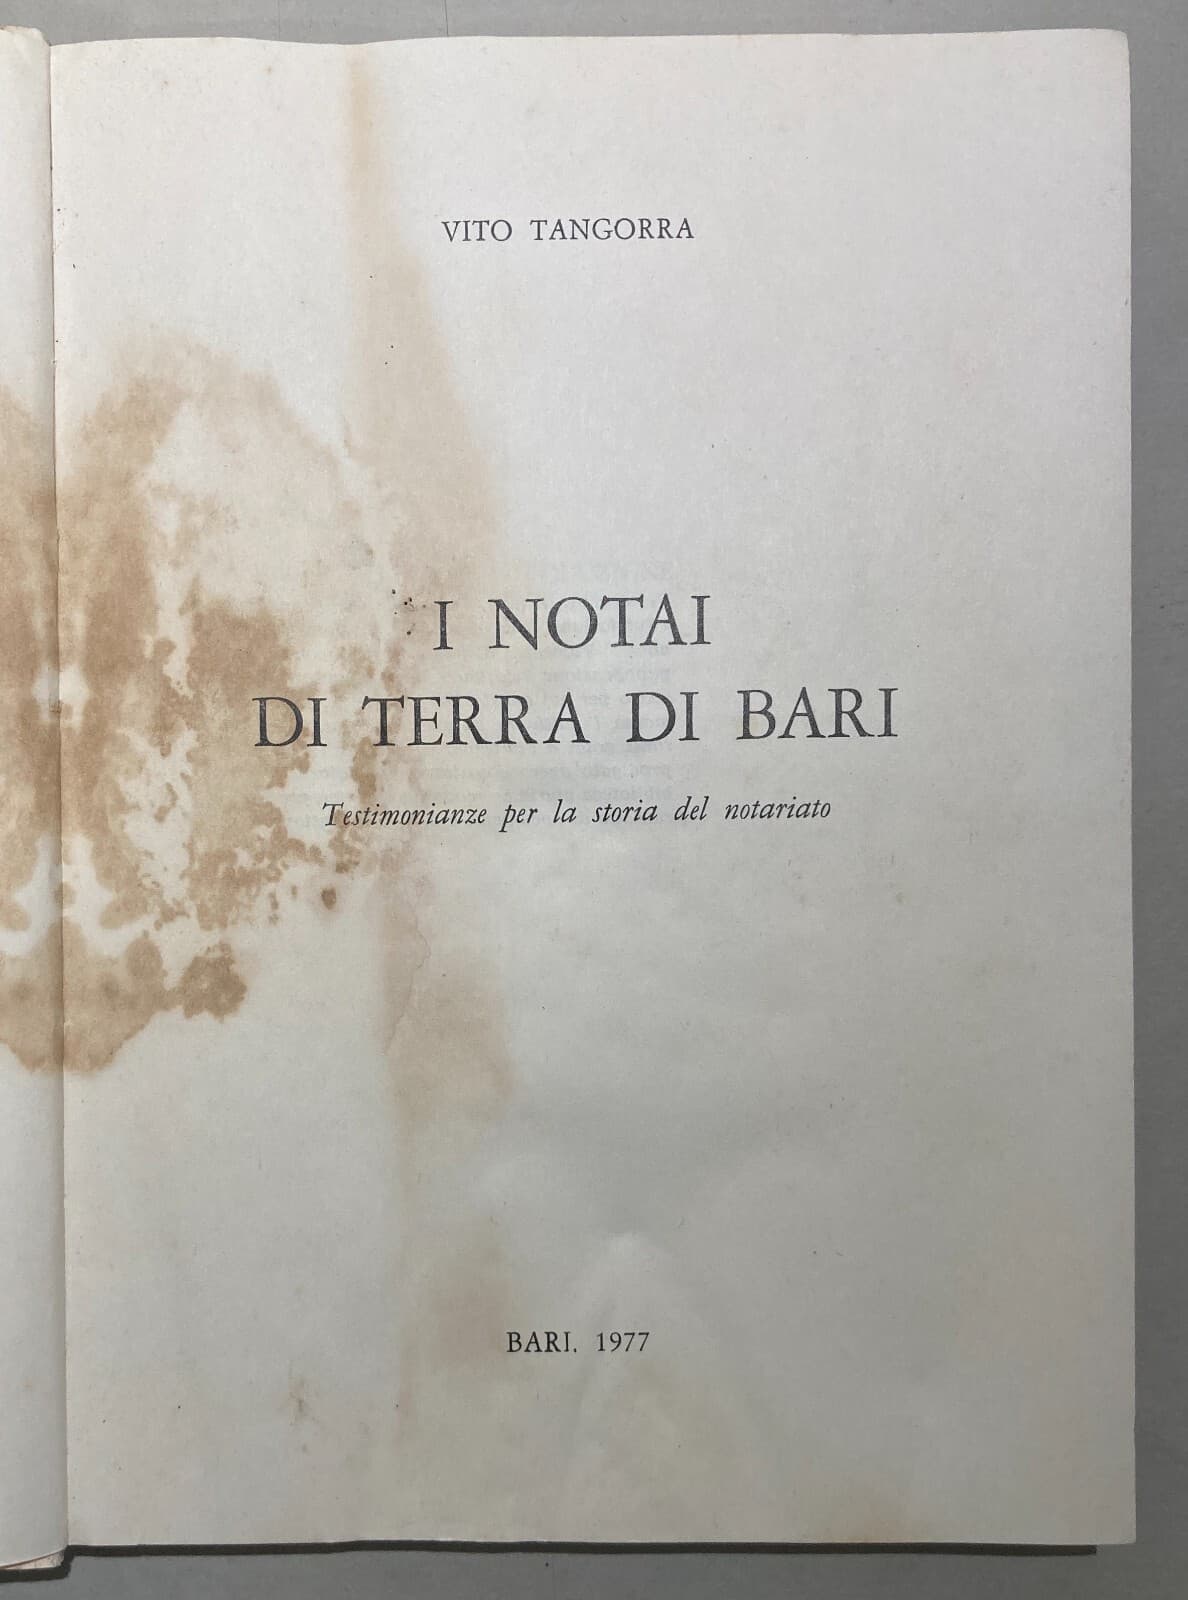 VITO TANGORRA
I NOTAI
DI TERRA DI BARI
Testimonianze per la storia del notariato
BARI, 1977